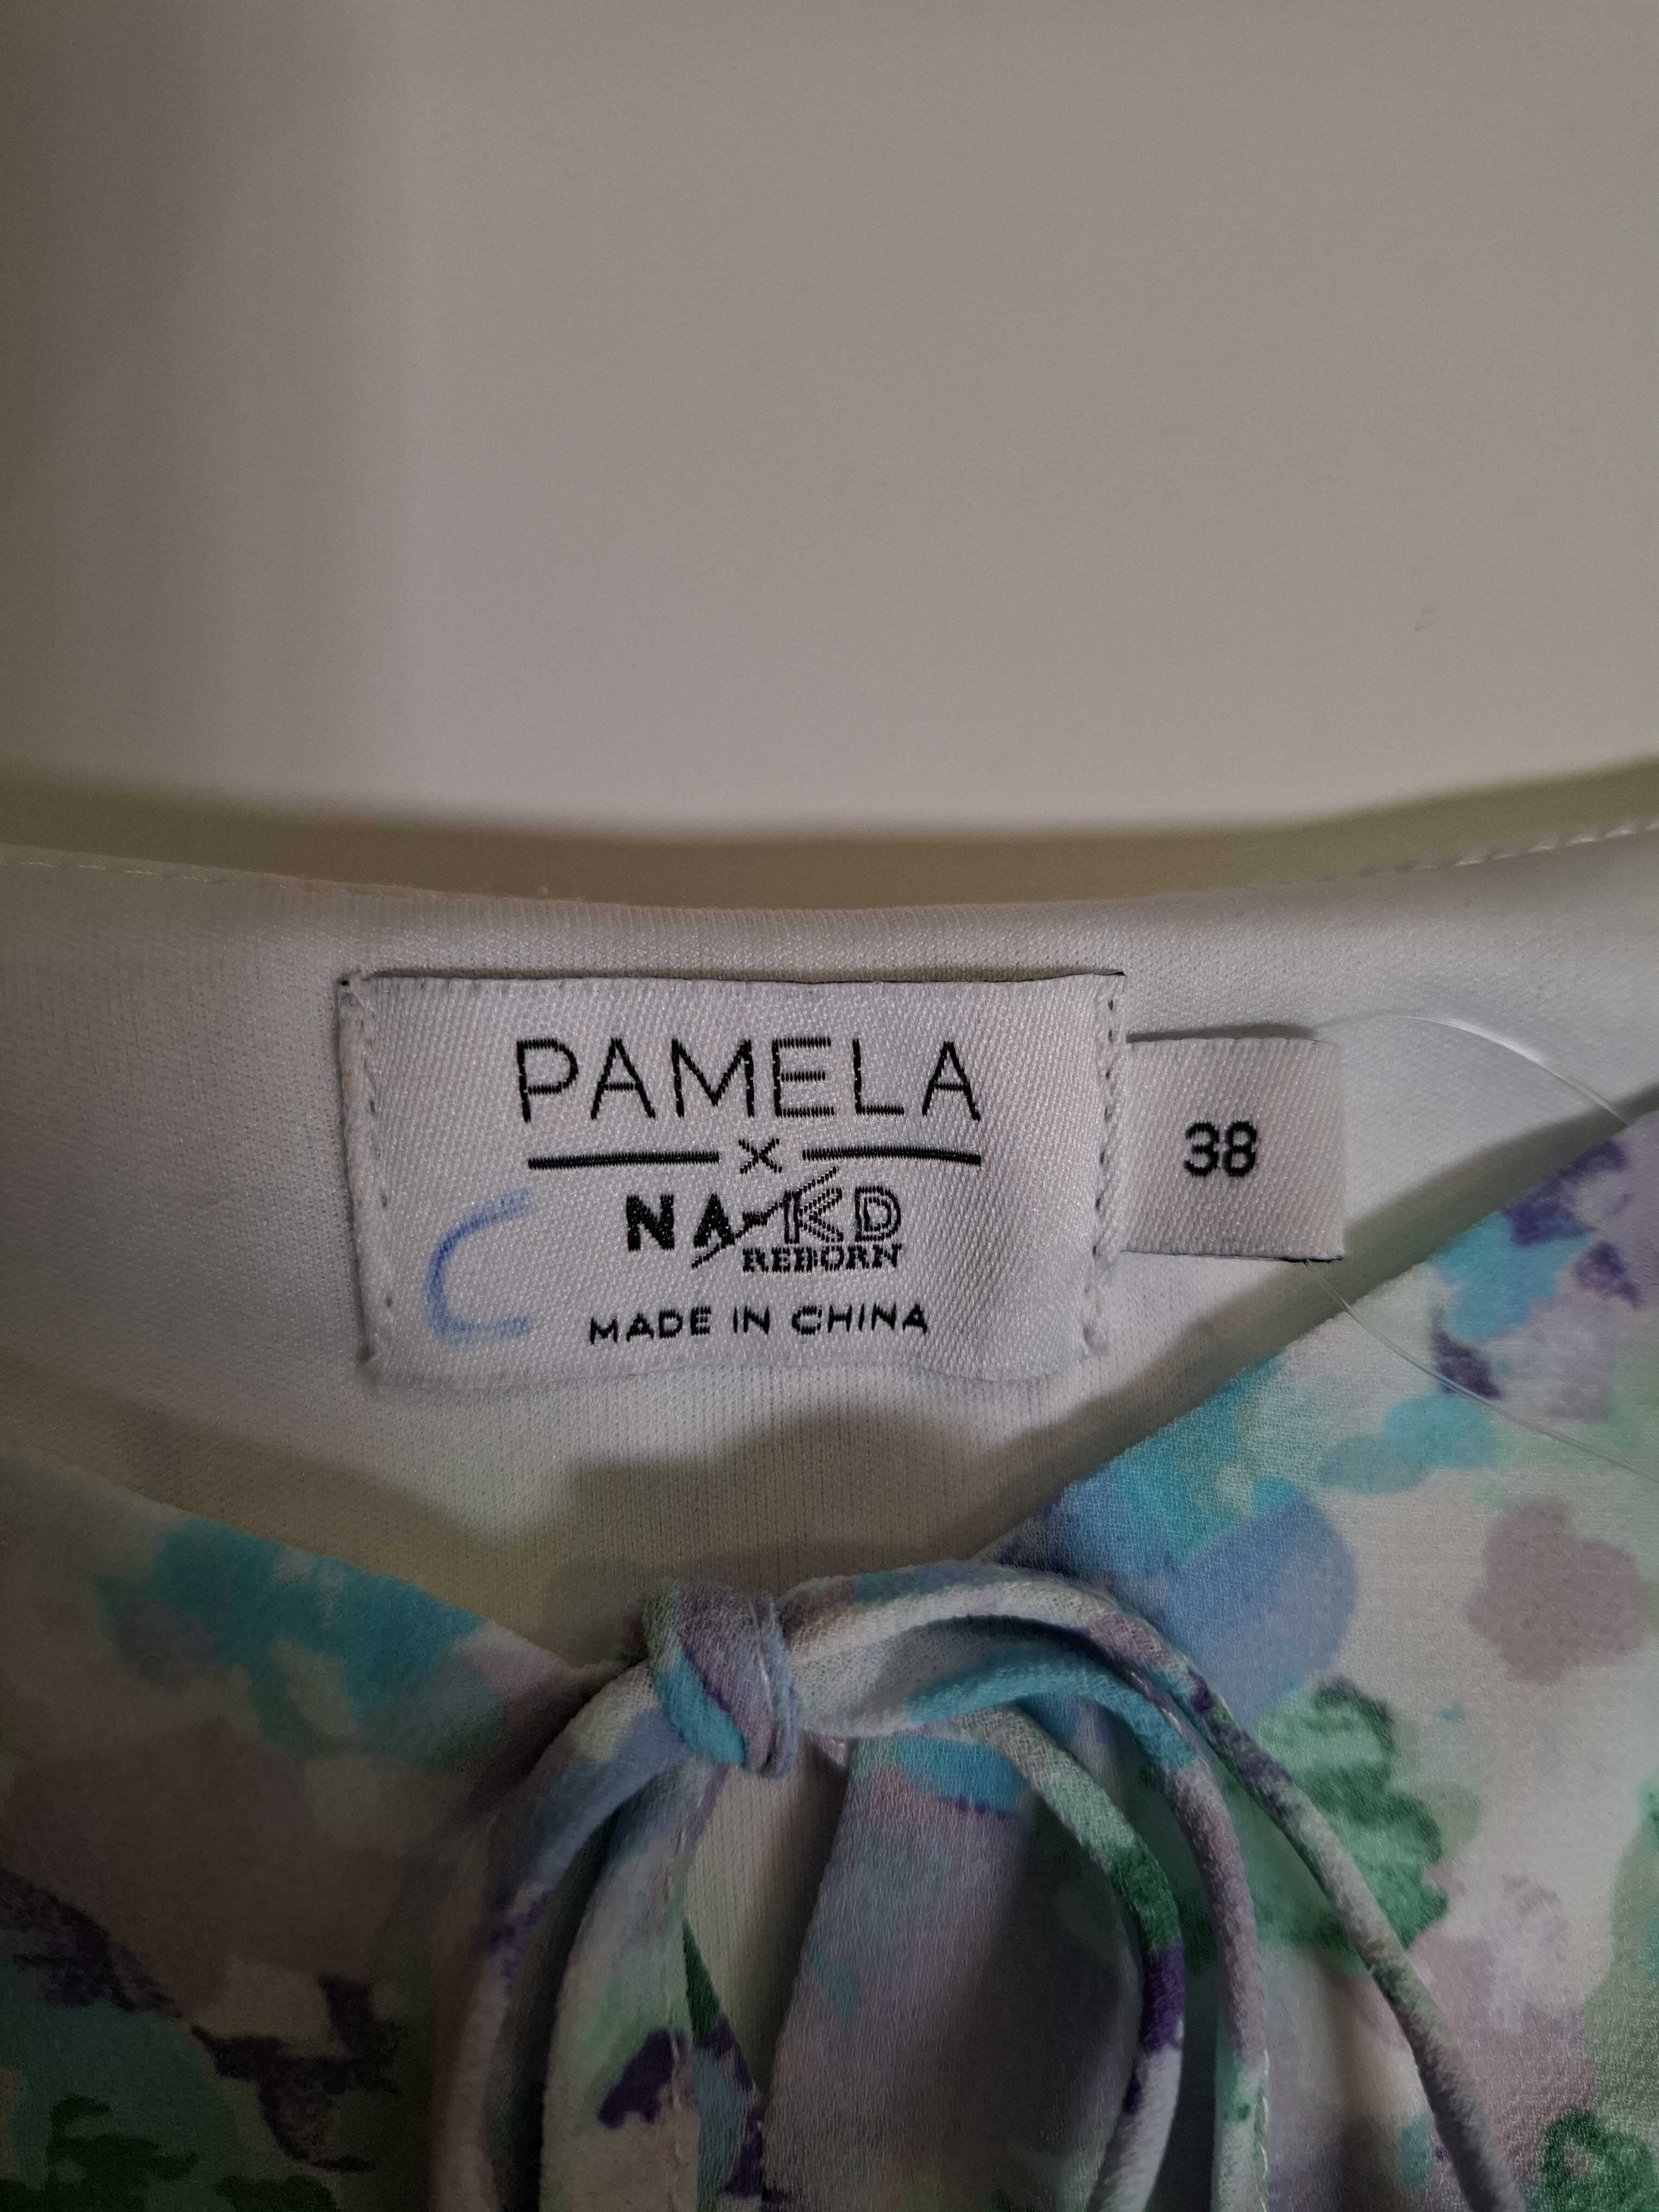 PAMELA
X
NA-KD
REBORN
MADE IN CHINA
C
38